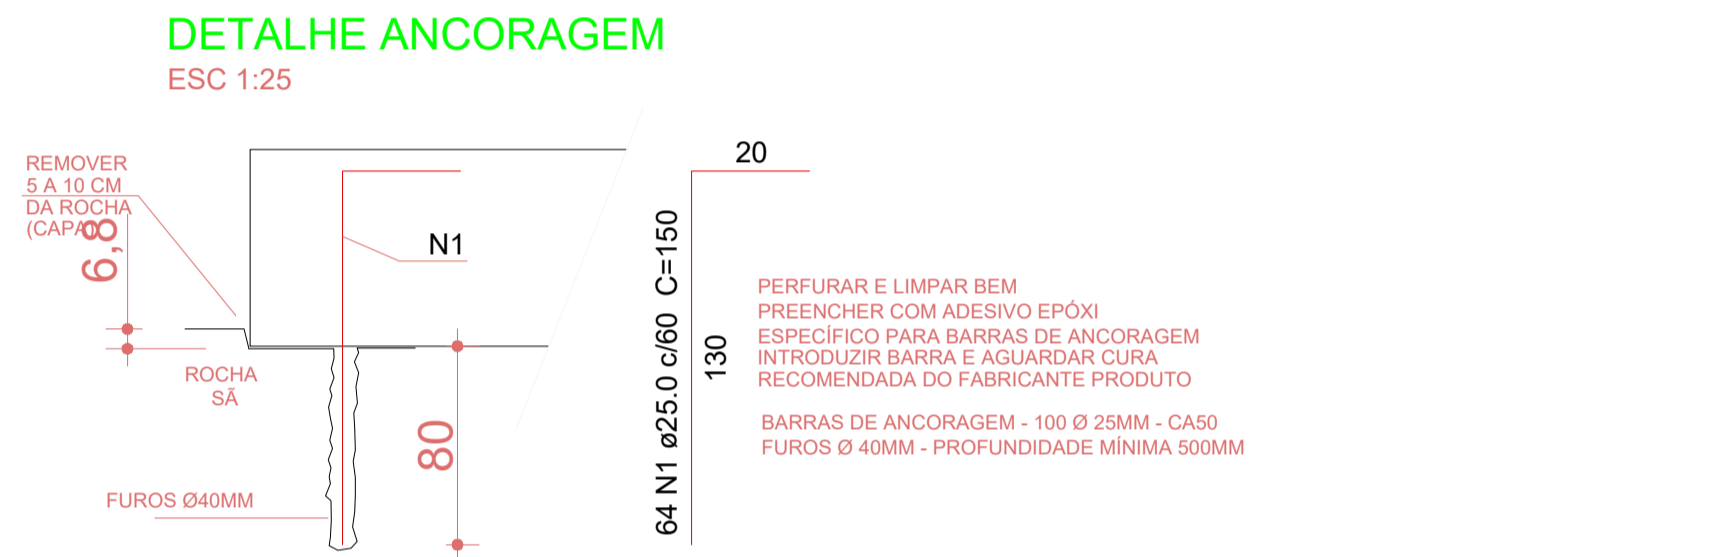 DETALHE ANCORAGEM
ESC 1:25
REMOVER
5 A 10 CM
DA ROCHA
(CAPA)
6,8
N1
ROCHA
SÃ
80
FUROS Ø40MM
20
64 N1 ø25.0 c/60 C=150
130
PERFURAR E LIMPAR BEM
PREENCHER COM ADESIVO EPÓXI
ESPECÍFICO PARA BARRAS DE ANCORAGEM
INTRODUZIR BARRA E AGUARDAR CURA
RECOMENDADA DO FABRICANTE PRODUTO
BARRAS DE ANCORAGEM - 100 Ø 25MM - CA50
FUROS Ø 40MM - PROFUNDIDADE MÍNIMA 500MM